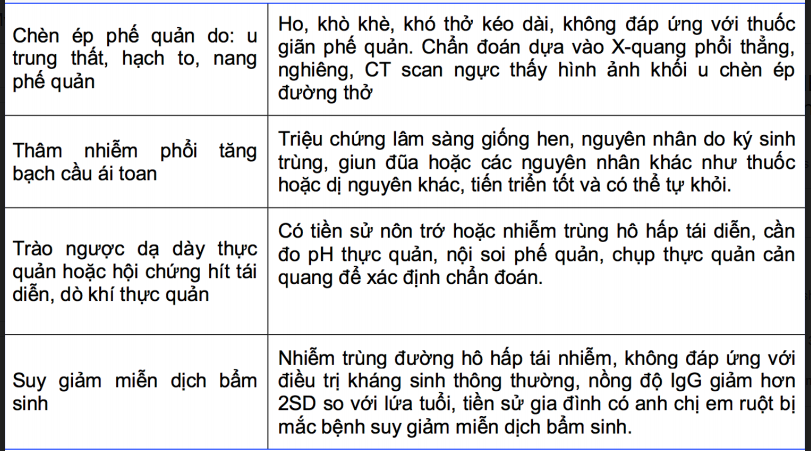 Chèn ép phế quản do: u
trung thất, hạch to, nang
phế quản
Ho, khò khè, khó thở kéo dài, không đáp ứng với thuốc
giãn phế quản. Chẩn đoán dựa vào X-quang phổi thẳng,
nghiêng, CT scan ngực thấy hình ảnh khối u chèn ép
đường thở
Thâm nhiễm phổi tăng
bạch cầu ái toan
Triệu chứng lâm sàng giống hen, nguyên nhân do ký sinh
trùng, giun đũa hoặc các nguyên nhân khác như thuốc
hoặc dị nguyên khác, tiến triển tốt và có thể tự khỏi.
Trào ngược dạ dày thực
quản hoặc hội chứng hít tái
diễn, dò khí thực quản
Có tiền sử nôn trớ hoặc nhiễm trùng hô hấp tái diễn, cần
đo pH thực quản, nội soi phế quản, chụp thực quản cản
quang để xác định chẩn đoán.
Suy giảm miễn dịch bẩm
sinh
Nhiễm trùng đường hô hấp tái nhiễm, không đáp ứng với
điều trị kháng sinh thông thường, nồng độ IgG giảm hơn
2SD so với lứa tuổi, tiền sử gia đình có anh chị em ruột bị
mắc bệnh suy giảm miễn dịch bẩm sinh.